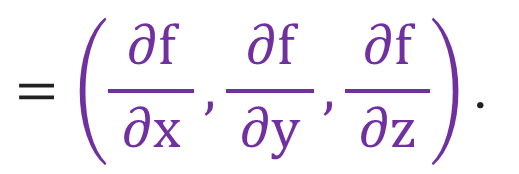 = (∂f/∂x, ∂f/∂y, ∂f/∂z).